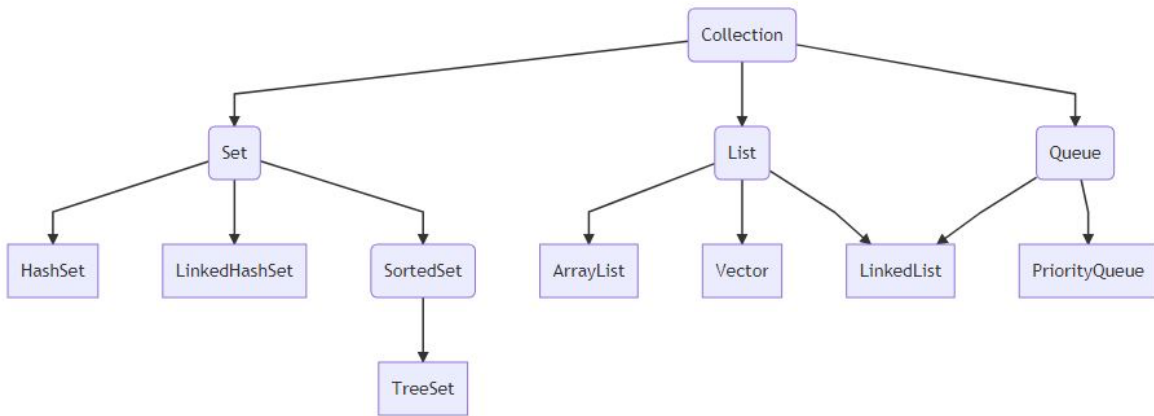 Collection
Set
List
Queue
HashSet
LinkedHashSet
SortedSet
ArrayList
Vector
LinkedList
PriorityQueue
TreeSet